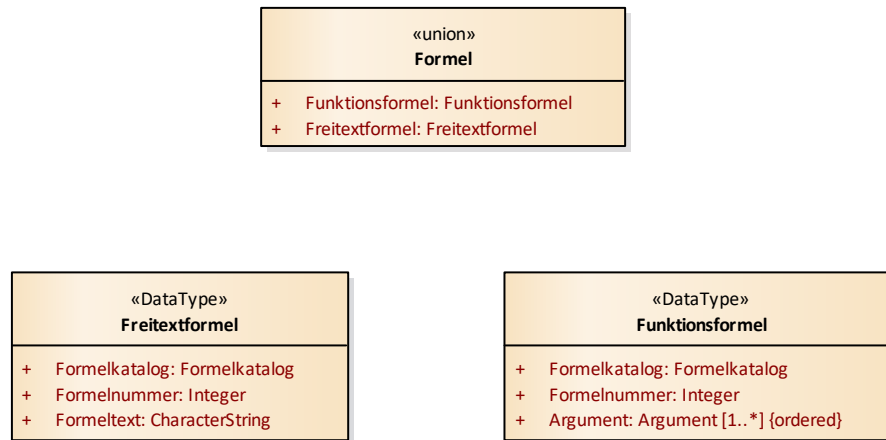 «union»
Formel
+ Funktionsformel: Funktionsformel
+ Freitextformel: Freitextformel
«DataType»
Freitextformel
+ Formelkatalog: Formelkatalog
+ Formelnummer: Integer
+ Formeltext: CharacterString
«DataType»
Funktionsformel
+ Formelkatalog: Formelkatalog
+ Formelnummer: Integer
+ Argument: Argument [1..*] {ordered}